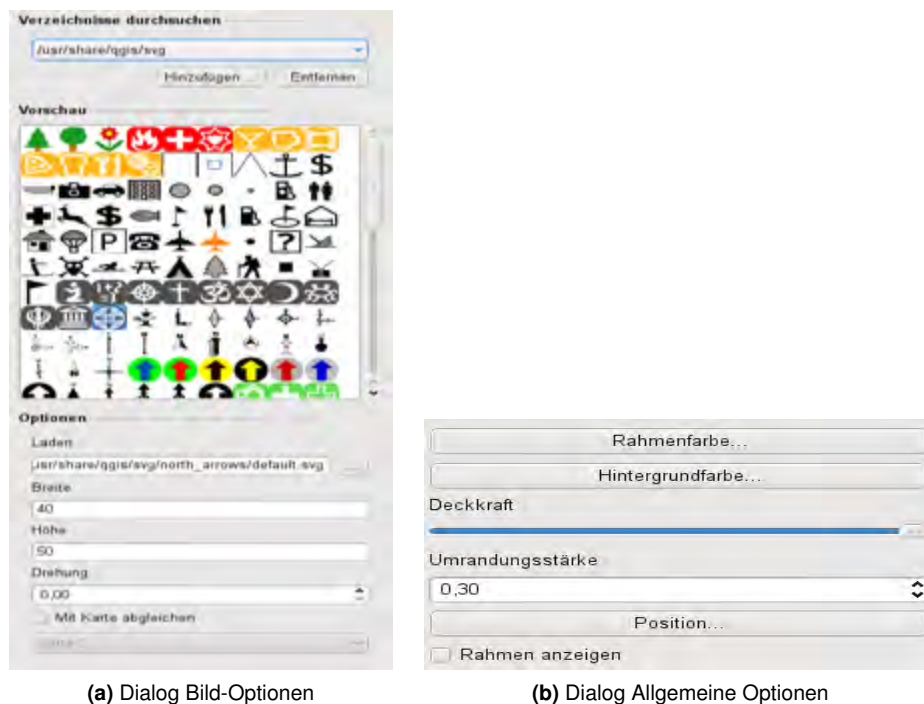 Verzeichnisse durchsuchen
/usr/share/qgis/svg
Hinzufügen ... Entfernen
Vorschau
Optionen
Laden
usr/share/qgis/svg/north_arrows/default.svg ...
Breite
40
Höhe
50
Drehung
0,00
Mit Karte abgleichen
(a) Dialog Bild-Optionen
Rahmenfarbe...
Hintergrundfarbe...
Deckkraft
Umrandungsstärke
0,30
Position...
Rahmen anzeigen
(b) Dialog Allgemeine Optionen